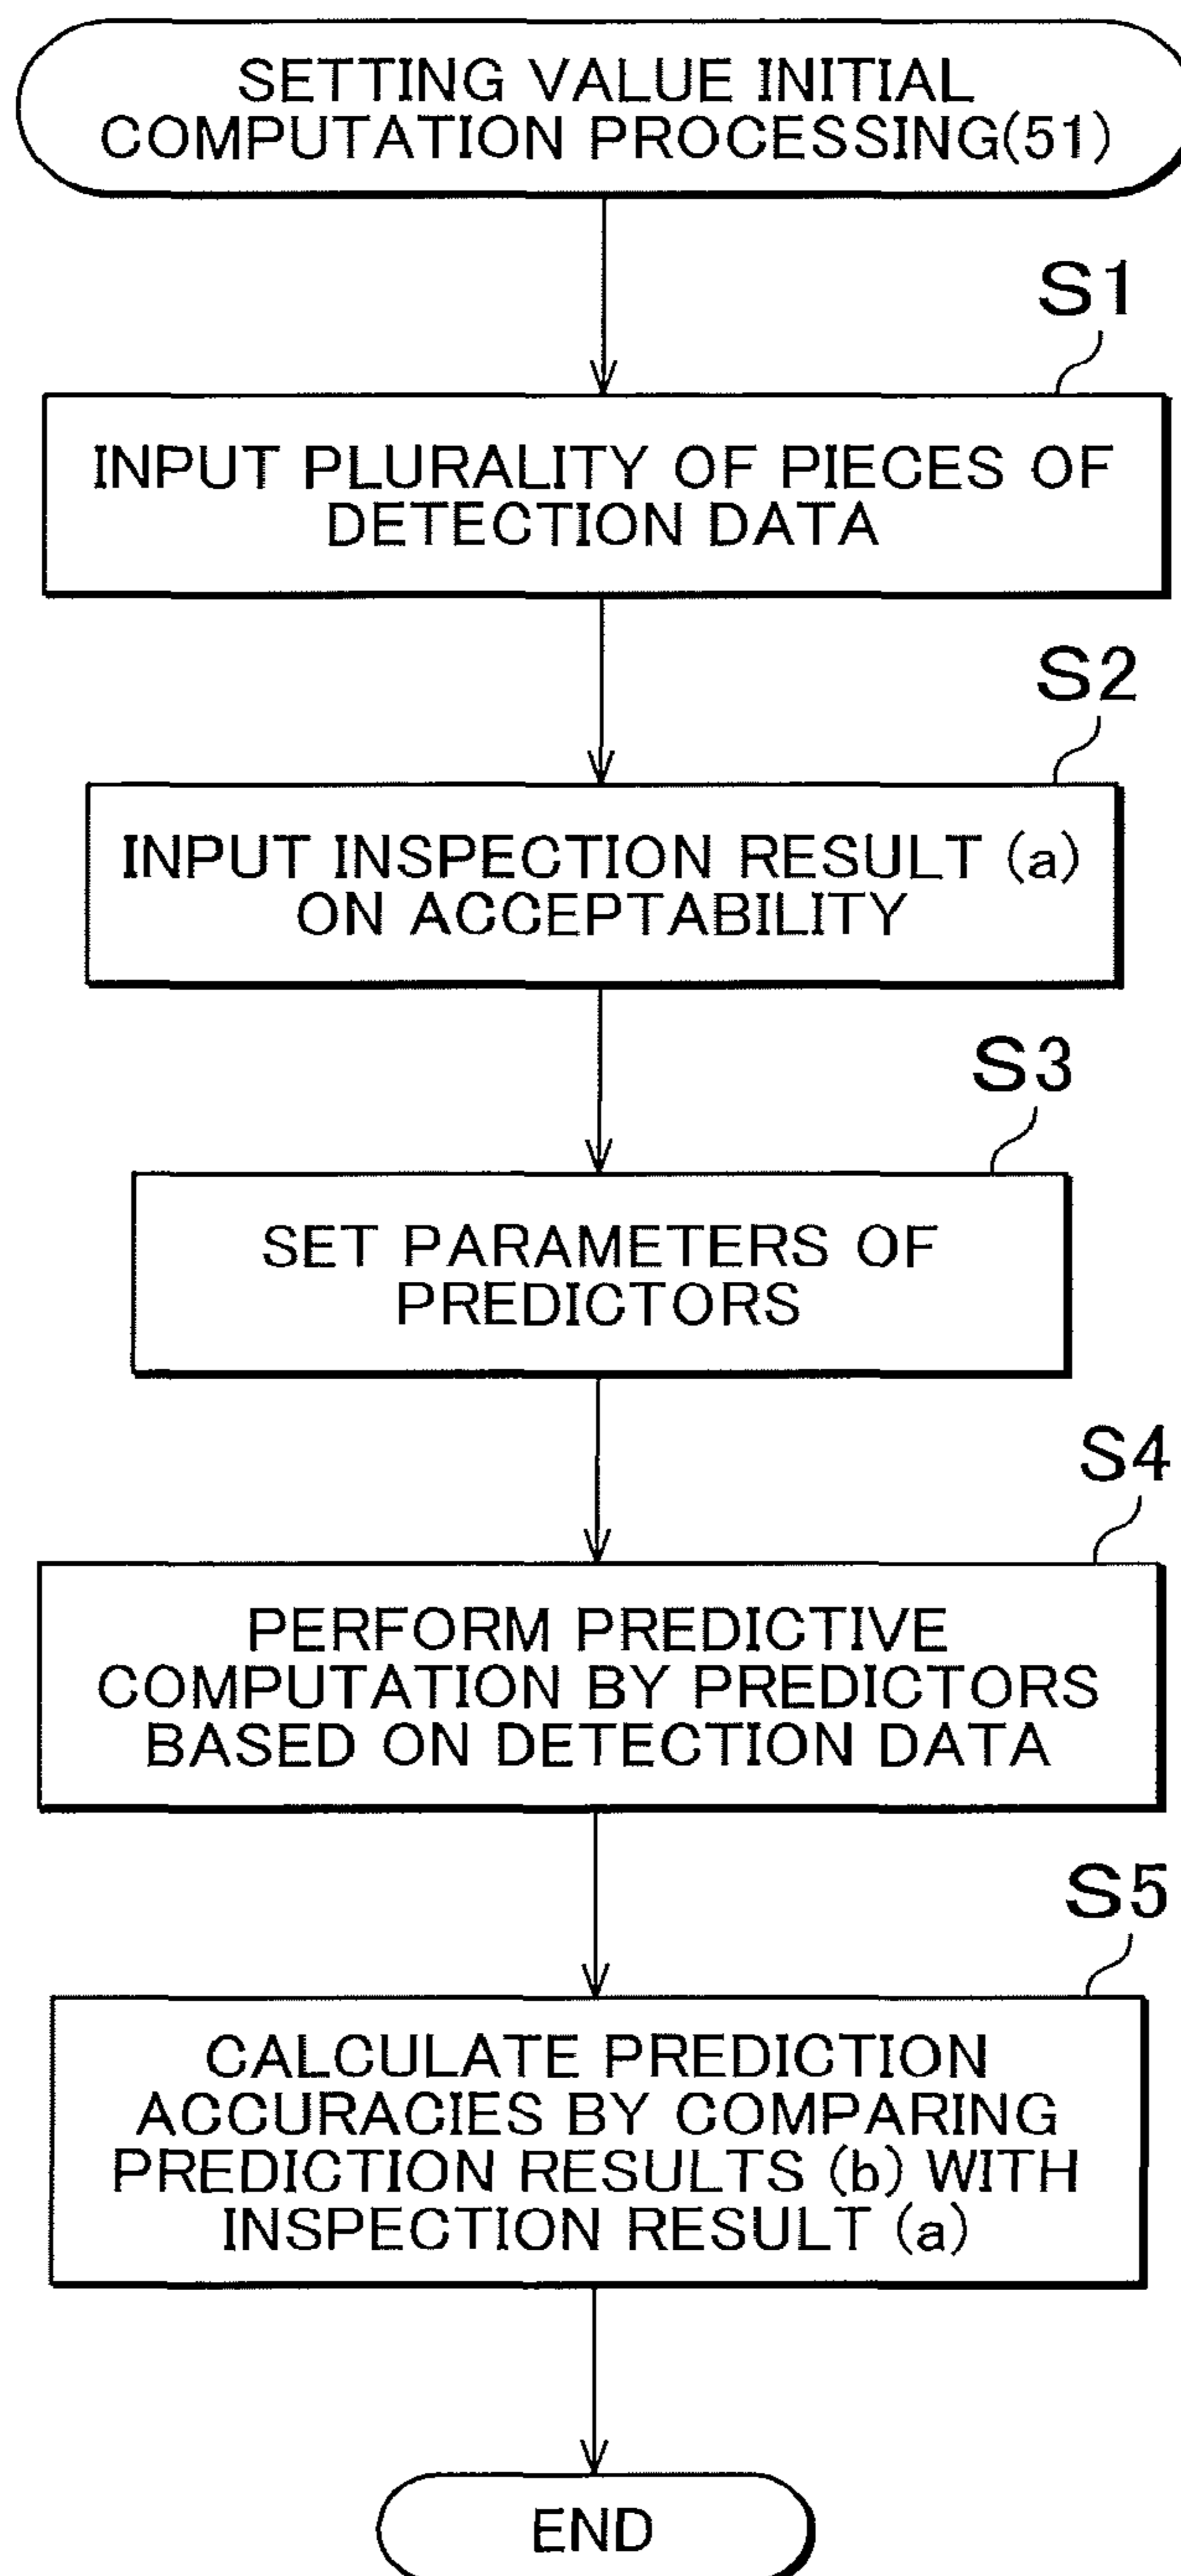 SETTING VALUE INITIAL
COMPUTATION PROCESSING(51)
S1
INPUT PLURALITY OF PIECES OF
DETECTION DATA
S2
INPUT INSPECTION RESULT (a)
ON ACCEPTABILITY
S3
SET PARAMETERS OF
PREDICTORS
S4
PERFORM PREDICTIVE
COMPUTATION BY PREDICTORS
BASED ON DETECTION DATA
S5
CALCULATE PREDICTION
ACCURACIES BY COMPARING
PREDICTION RESULTS (b) WITH
INSPECTION RESULT (a)
END